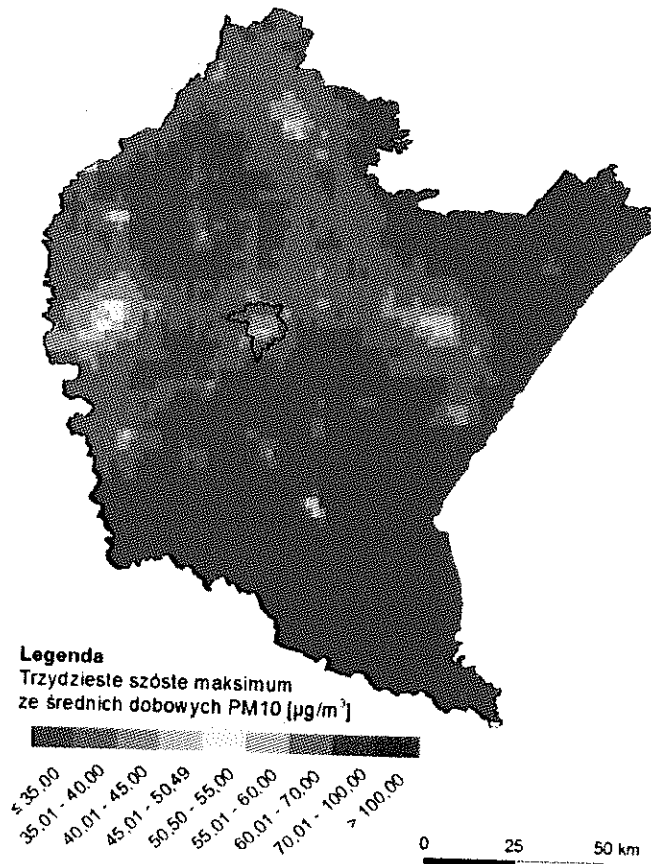 Legenda
Trzydzieste szóste maksimum
ze średnich dobowych PM10 [µg/m³]
≤ 35.00
35.01 - 40.00
40.01 - 45.00
45.01 - 50.49
50.50 - 55.00
55.01 - 60.00
60.01 - 70.00
70.01 - 100.00
> 100.00
0 25 50 km